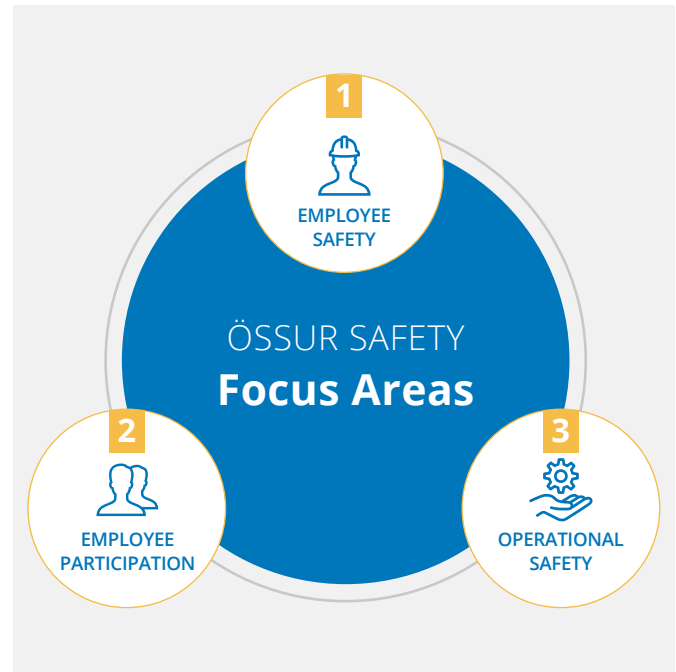 1
EMPLOYEE
SAFETY
ÖSSUR SAFETY
Focus Areas
2
EMPLOYEE
PARTICIPATION
3
OPERATIONAL
SAFETY